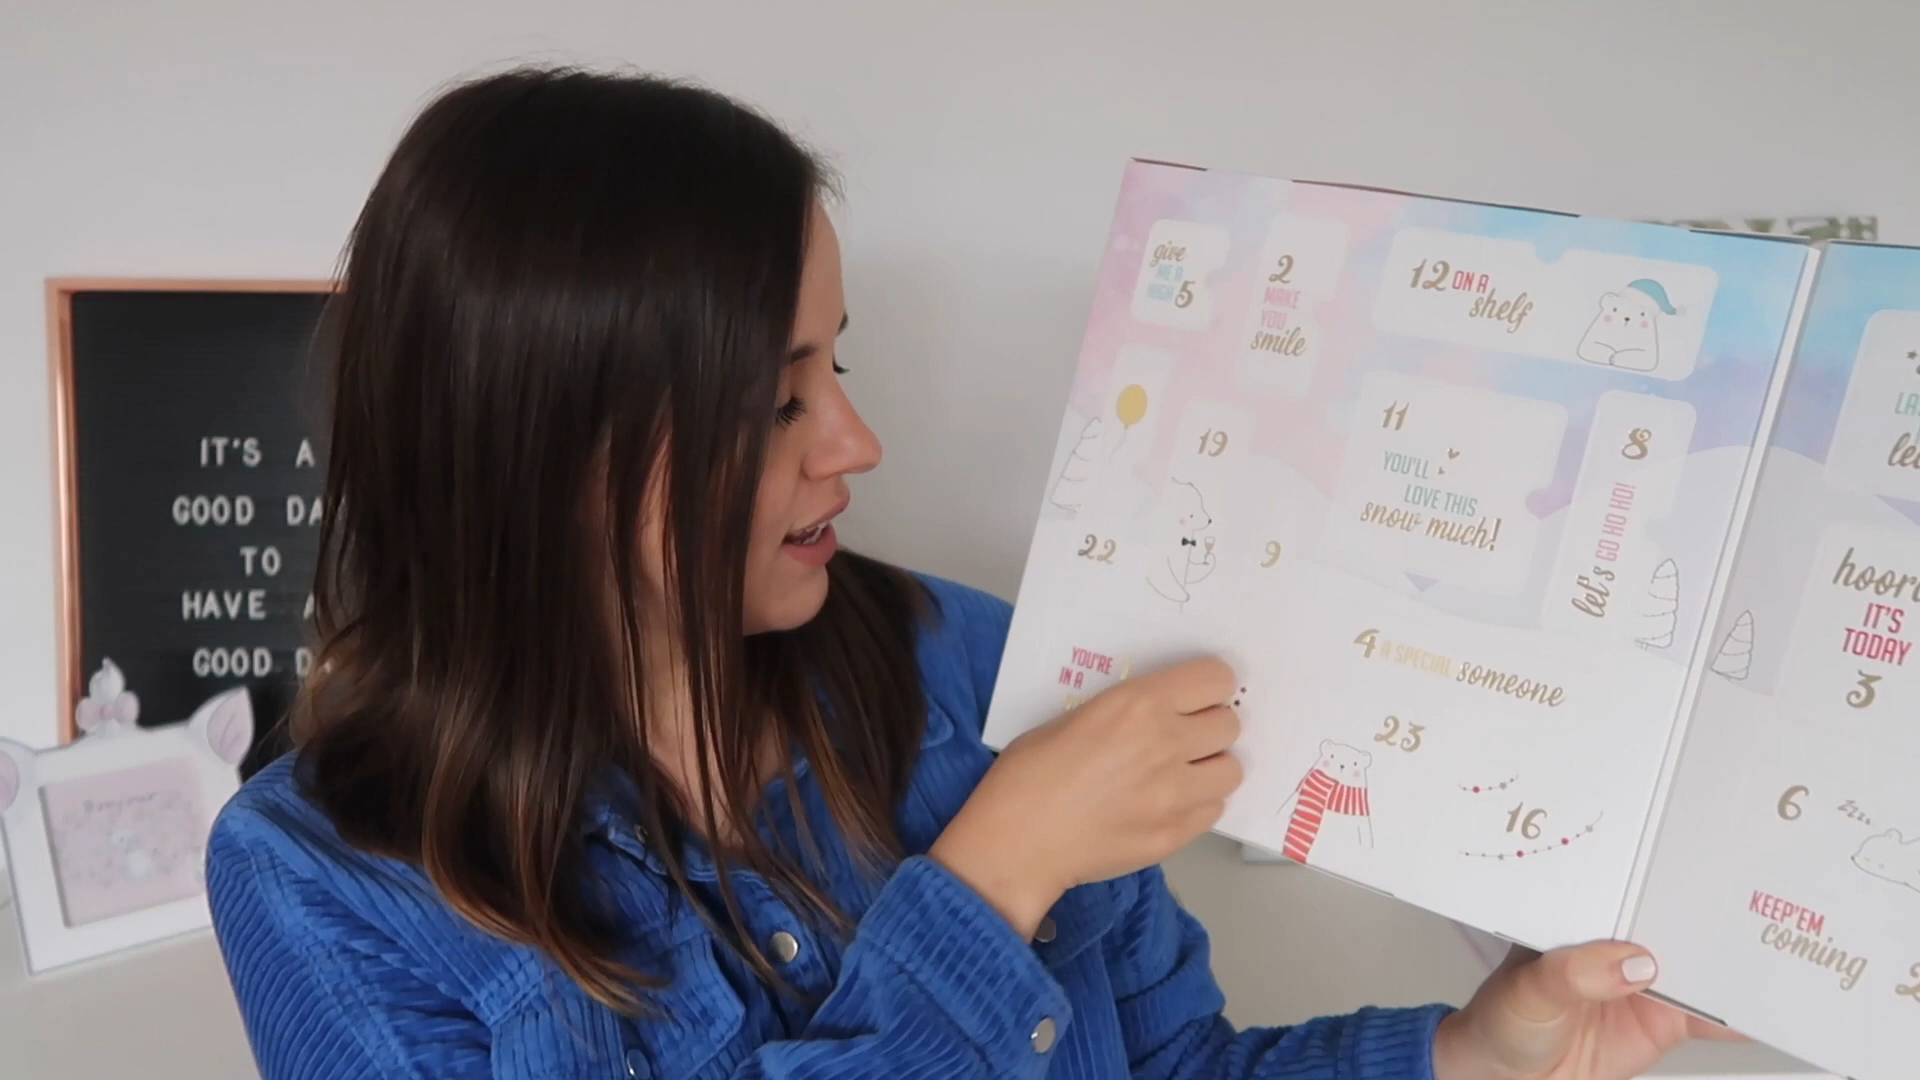 IT'S A
GOOD DA
TO
HAVE A
GOOD D
Bonjour
give
ME A
HIGH 5
2
MAKE
YOU
smile
12 ON A
shelf
19
11
YOU'LL
LOVE THIS
snow much!
8
let's GO HO HO!
22
9
YOU'RE
IN A
4 A SPECIAL someone
23
16
hoor
IT'S
TODAY
3
6
zzz
KEEP'EM
coming